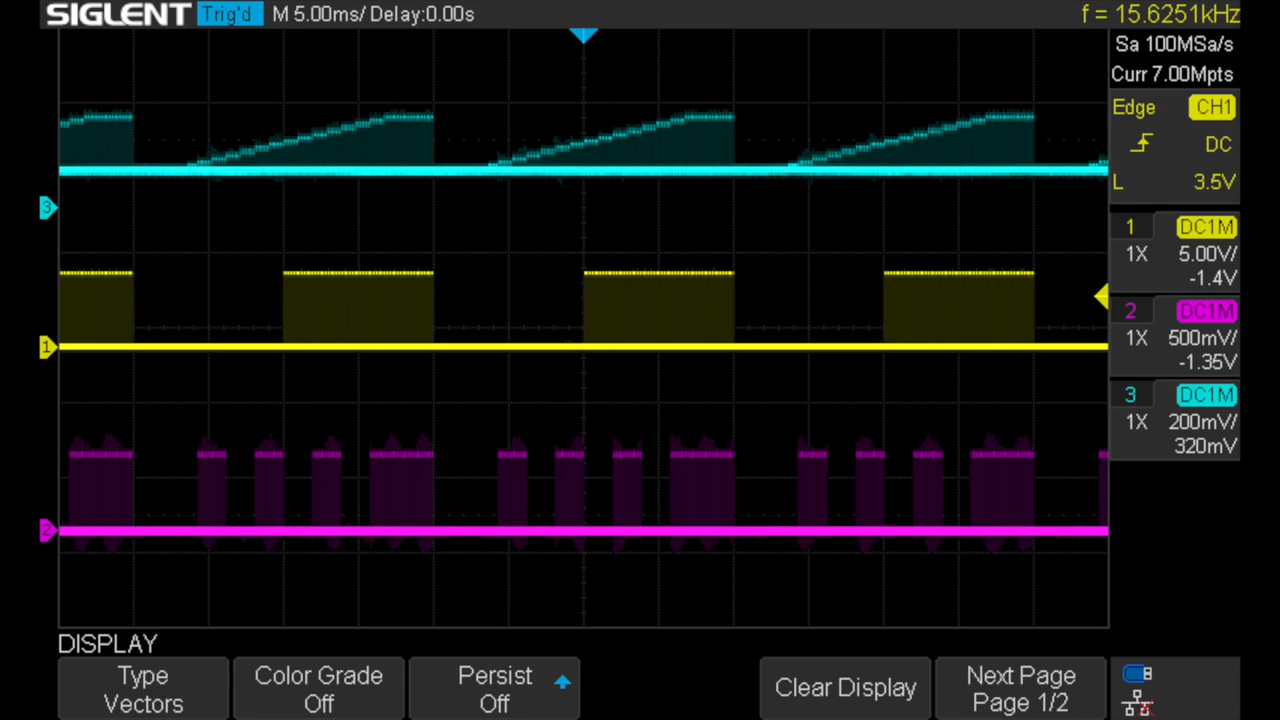 SIGLENT Trig'd M 5.00ms/ Delay:0.00s f = 15.6251kHz
Sa 100MSa/s
Curr 7.00Mpts
Edge CH1
DC
L 3.5V
1 DC1M
1X 5.00V/
-1.4V
2 DC1M
1X 500mV/
-1.35V
3 DC1M
1X 200mV/
320mV
3
1
2
DISPLAY
Type
Vectors
Color Grade
Off
Persist
Off
Clear Display
Next Page
Page 1/2